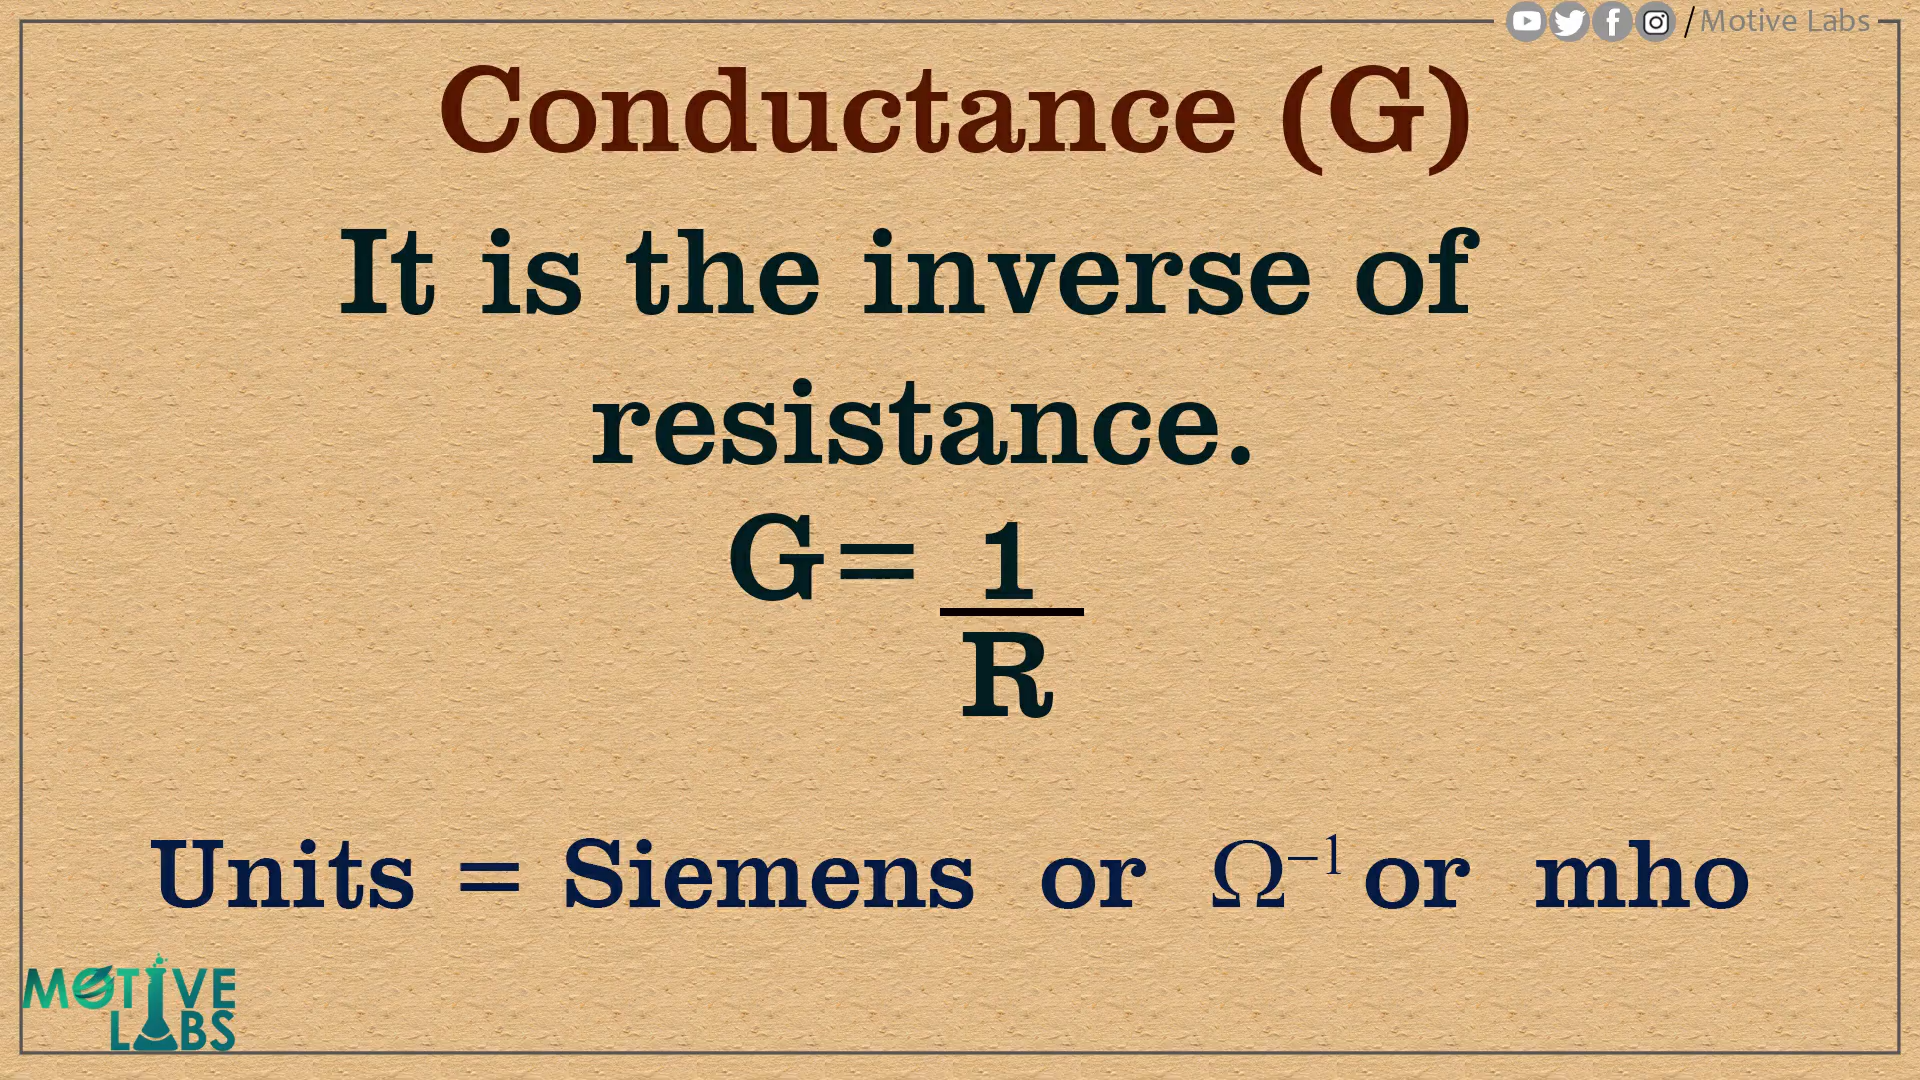 /Motive Labs
Conductance (G)
It is the inverse of
resistance.
G= 1
R
Units = Siemens or Ω⁻¹ or mho
MOTIVE
LABS